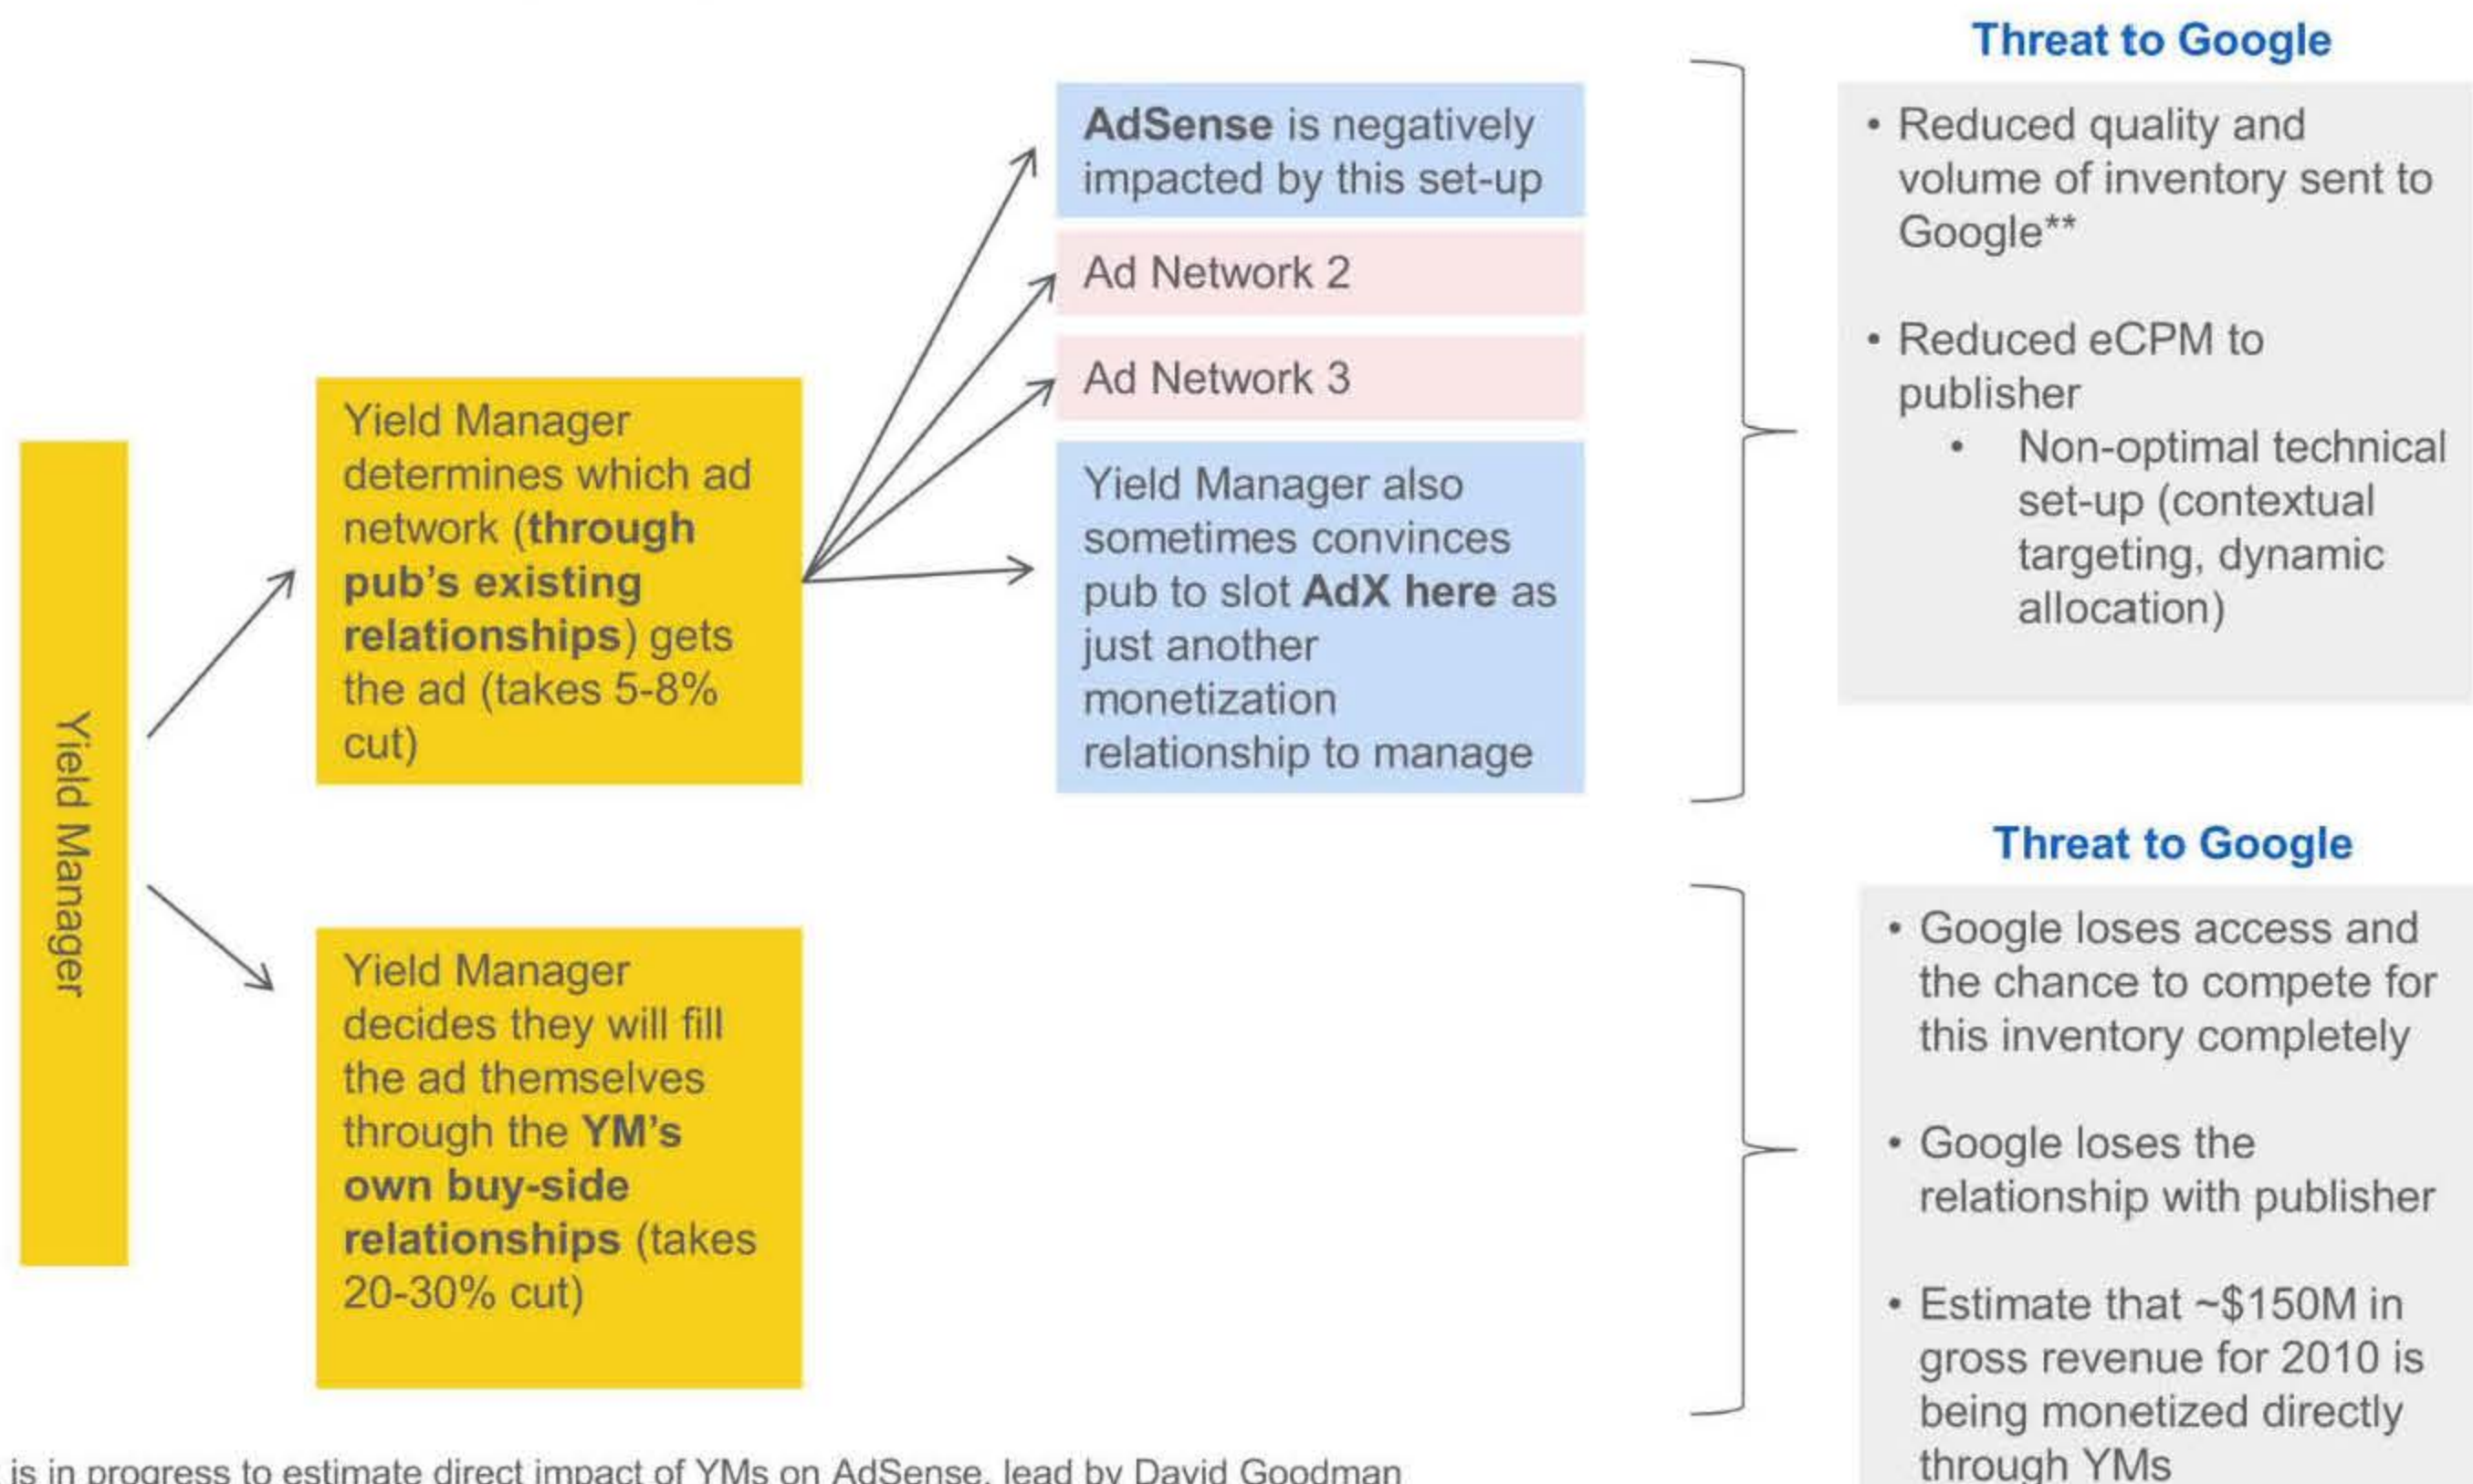 Threat to Google
AdSense is negatively
impacted by this set-up
Ad Network 2
Ad Network 3
Yield Manager also
sometimes convinces
pub to slot AdX here as
just another
monetization
relationship to manage
Yield Manager
determines which ad
network (through
pub's existing
relationships) gets
the ad (takes 5-8%
cut)
Yield Manager
• Reduced quality and
volume of inventory sent to
Google**
• Reduced eCPM to
publisher
• Non-optimal technical
set-up (contextual
targeting, dynamic
allocation)
Yield Manager
decides they will fill
the ad themselves
through the YM's
own buy-side
relationships (takes
20-30% cut)
Threat to Google
• Google loses access and
the chance to compete for
this inventory completely
• Google loses the
relationship with publisher
• Estimate that ~$150M in
gross revenue for 2010 is
being monetized directly
through YMs
is in progress to estimate direct impact of YMs on AdSense, lead by David Goodman